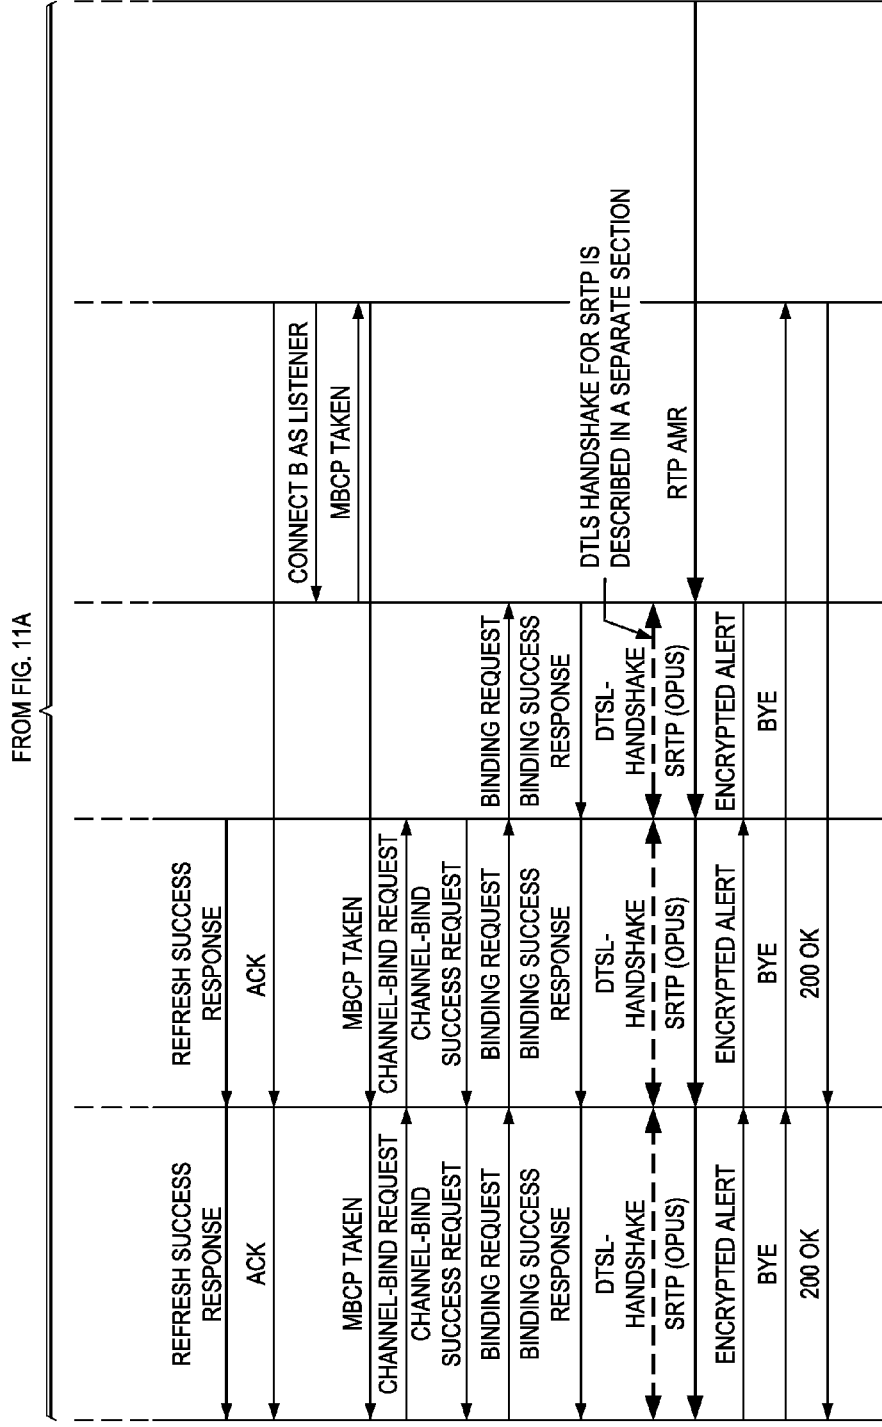 FROM FIG. 11A
REFRESH SUCCESS
RESPONSE
REFRESH SUCCESS
RESPONSE
ACK
ACK
CONNECT B AS LISTENER
MBCP TAKEN
MBCP TAKEN
MBCP TAKEN
CHANNEL-BIND REQUEST
CHANNEL-BIND REQUEST
CHANNEL-BIND
SUCCESS REQUEST
CHANNEL-BIND
SUCCESS REQUEST
BINDING REQUEST
BINDING REQUEST
BINDING REQUEST
BINDING SUCCESS
RESPONSE
BINDING SUCCESS
RESPONSE
BINDING SUCCESS
RESPONSE
DTSL-
HANDSHAKE
DTSL-
HANDSHAKE
DTSL-
HANDSHAKE
DTLS HANDSHAKE FOR SRTP IS
DESCRIBED IN A SEPARATE SECTION
SRTP (OPUS)
SRTP (OPUS)
SRTP (OPUS)
RTP AMR
ENCRYPTED ALERT
ENCRYPTED ALERT
ENCRYPTED ALERT
BYE
BYE
BYE
200 OK
200 OK